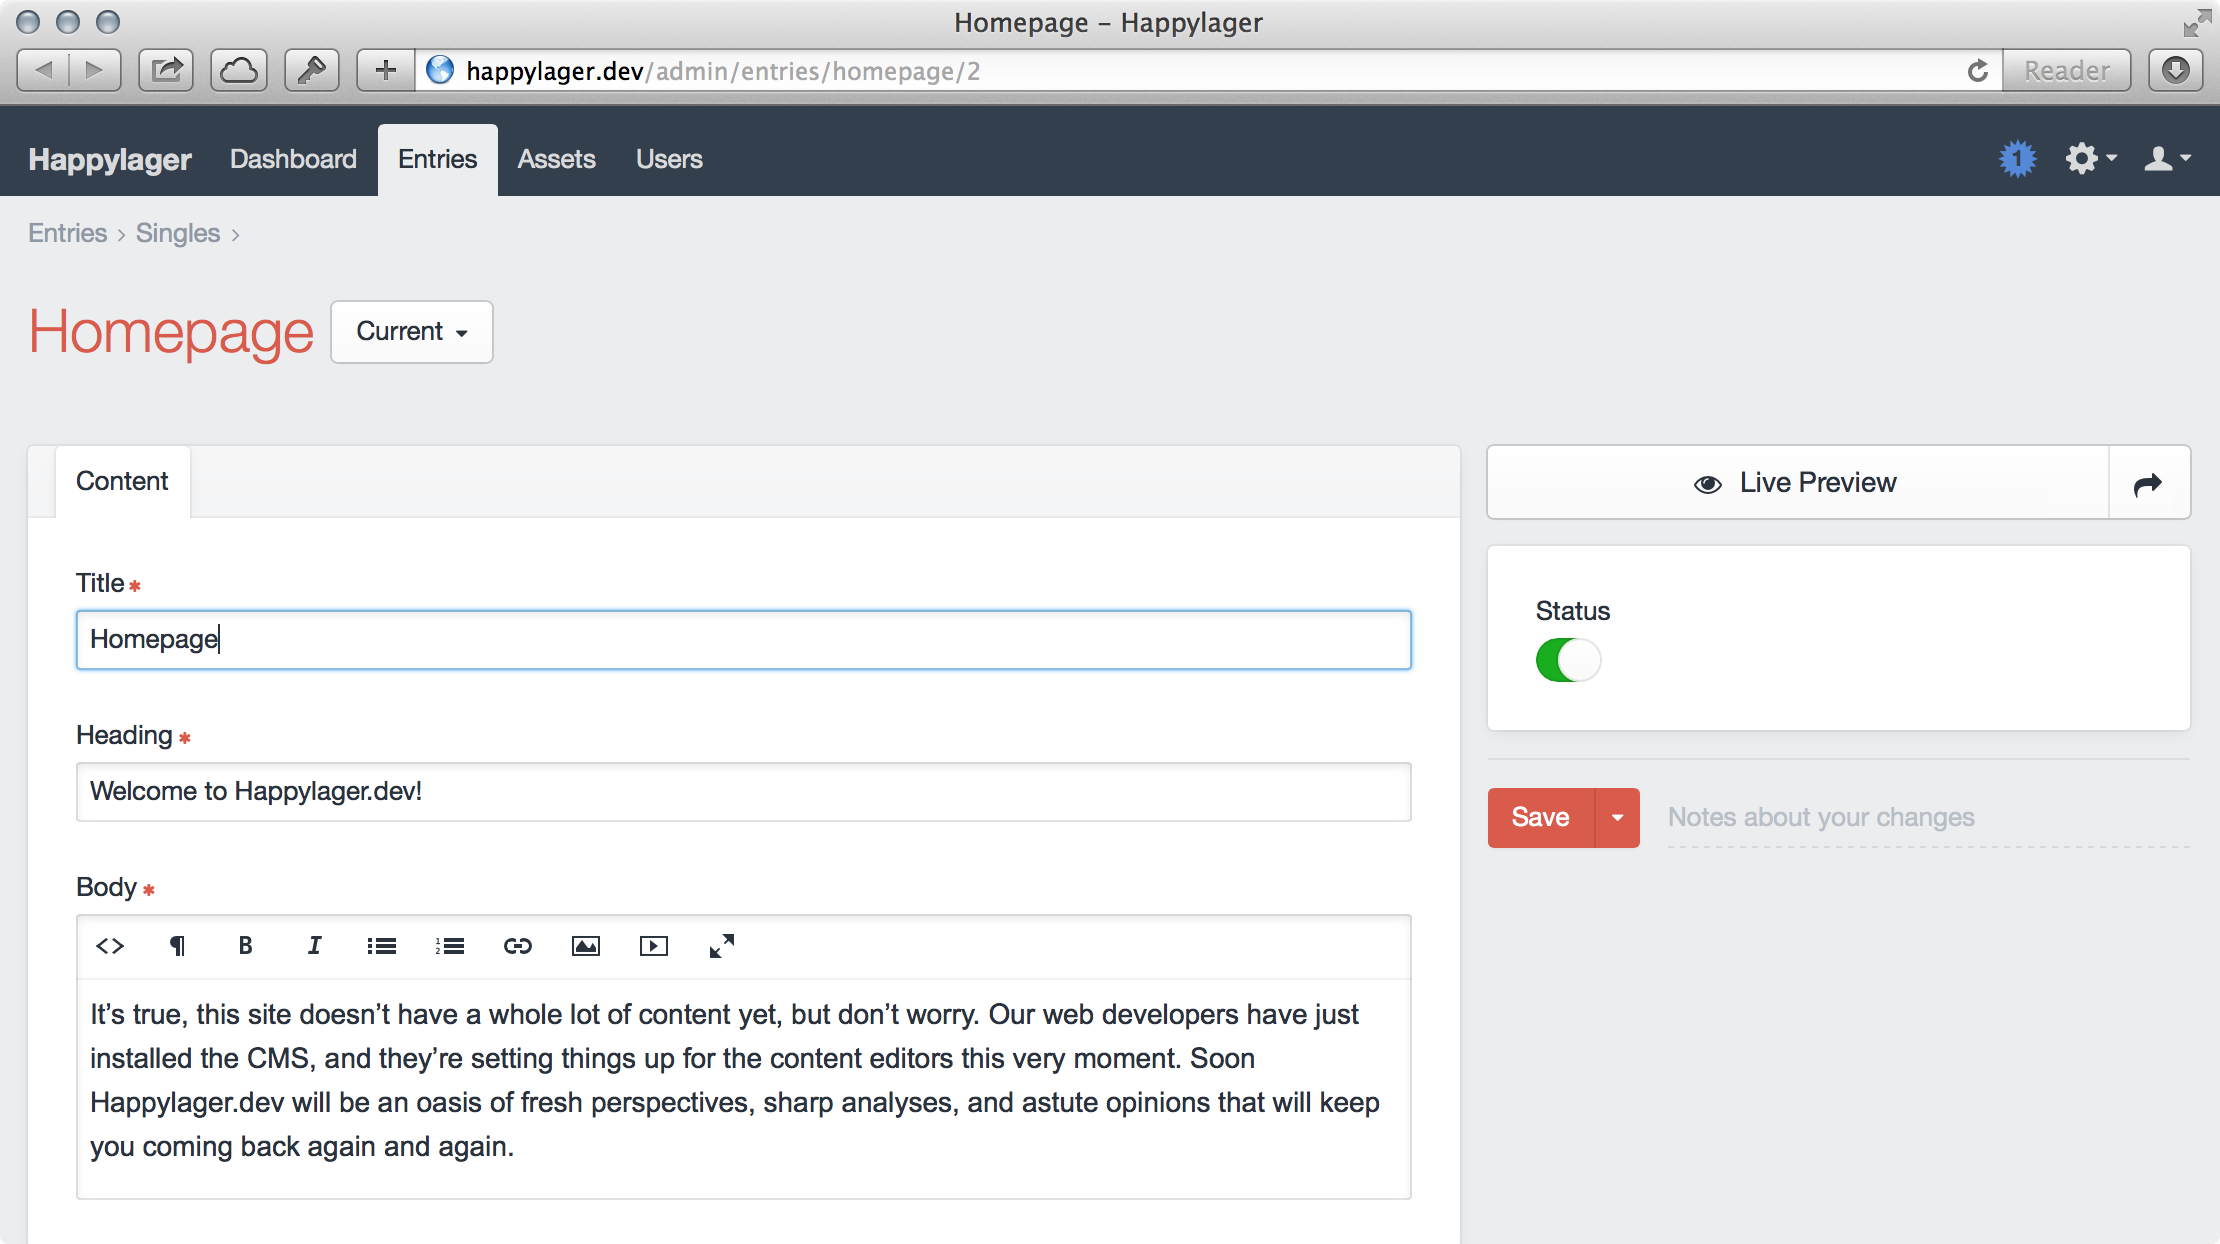 Homepage – Happylager
happylager.dev/admin/entries/homepage/2
Reader
Happylager Dashboard Entries Assets Users
1
Entries › Singles ›
Homepage
Current
Content
Live Preview
Title *
Homepage
Status
Heading *
Welcome to Happylager.dev!
Save
Notes about your changes
Body *
B I
It’s true, this site doesn’t have a whole lot of content yet, but don’t worry. Our web developers have just
installed the CMS, and they’re setting things up for the content editors this very moment. Soon
Happylager.dev will be an oasis of fresh perspectives, sharp analyses, and astute opinions that will keep
you coming back again and again.